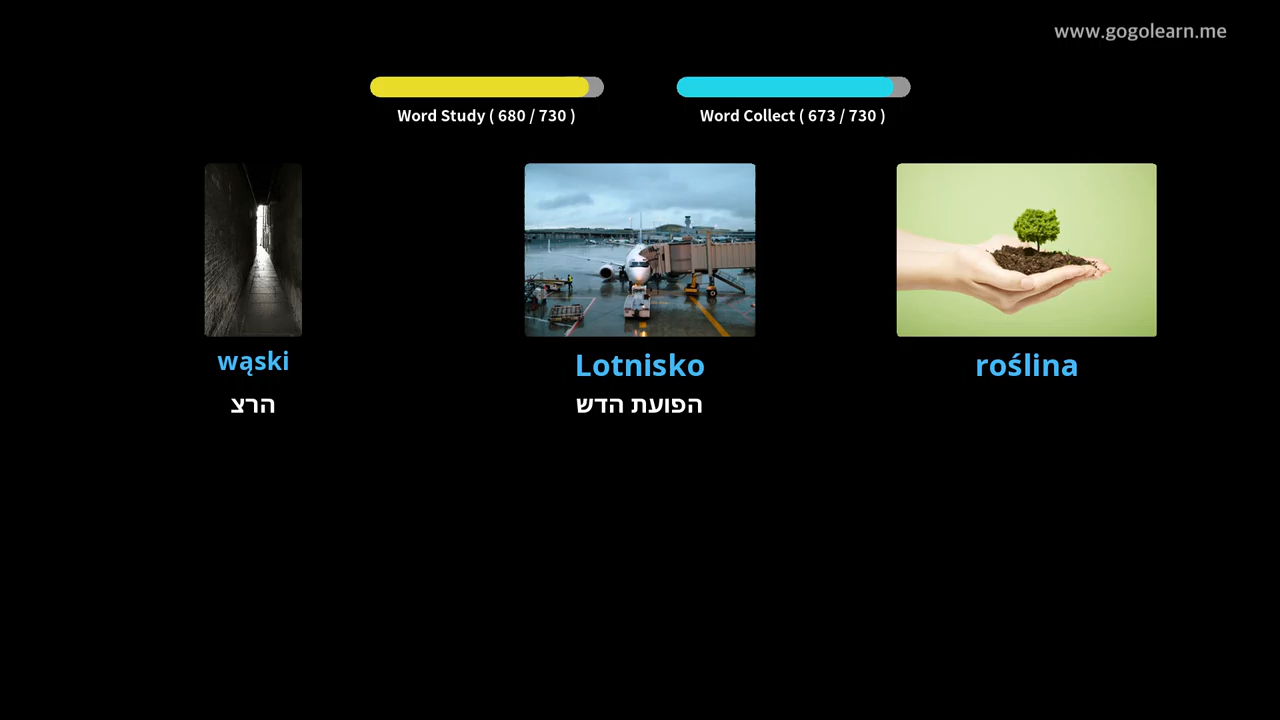 www.gogolearn.me
Word Study ( 680 / 730 )
Word Collect ( 673 / 730 )
wąski
Lotnisko
roślina
הרצ
הפועת הדש